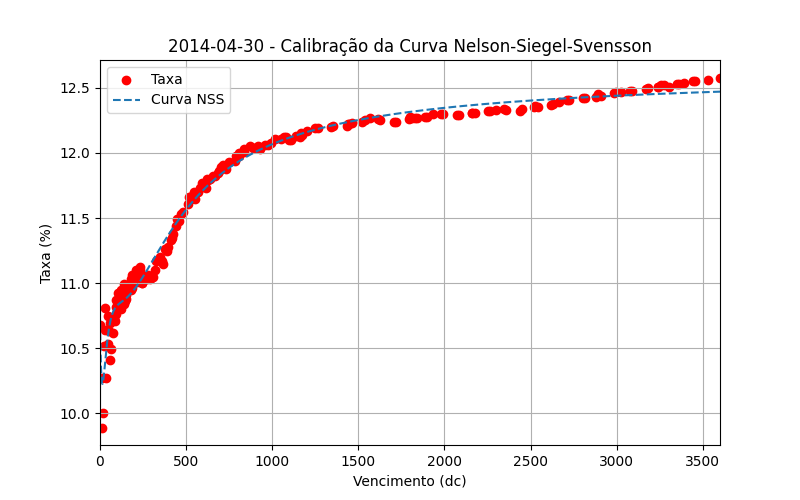 2014-04-30 - Calibração da Curva Nelson-Siegel-Svensson
Taxa
Curva NSS
Taxa (%)
12.5
12.0
11.5
11.0
10.5
10.0
0 500 1000 1500 2000 2500 3000 3500
Vencimento (dc)